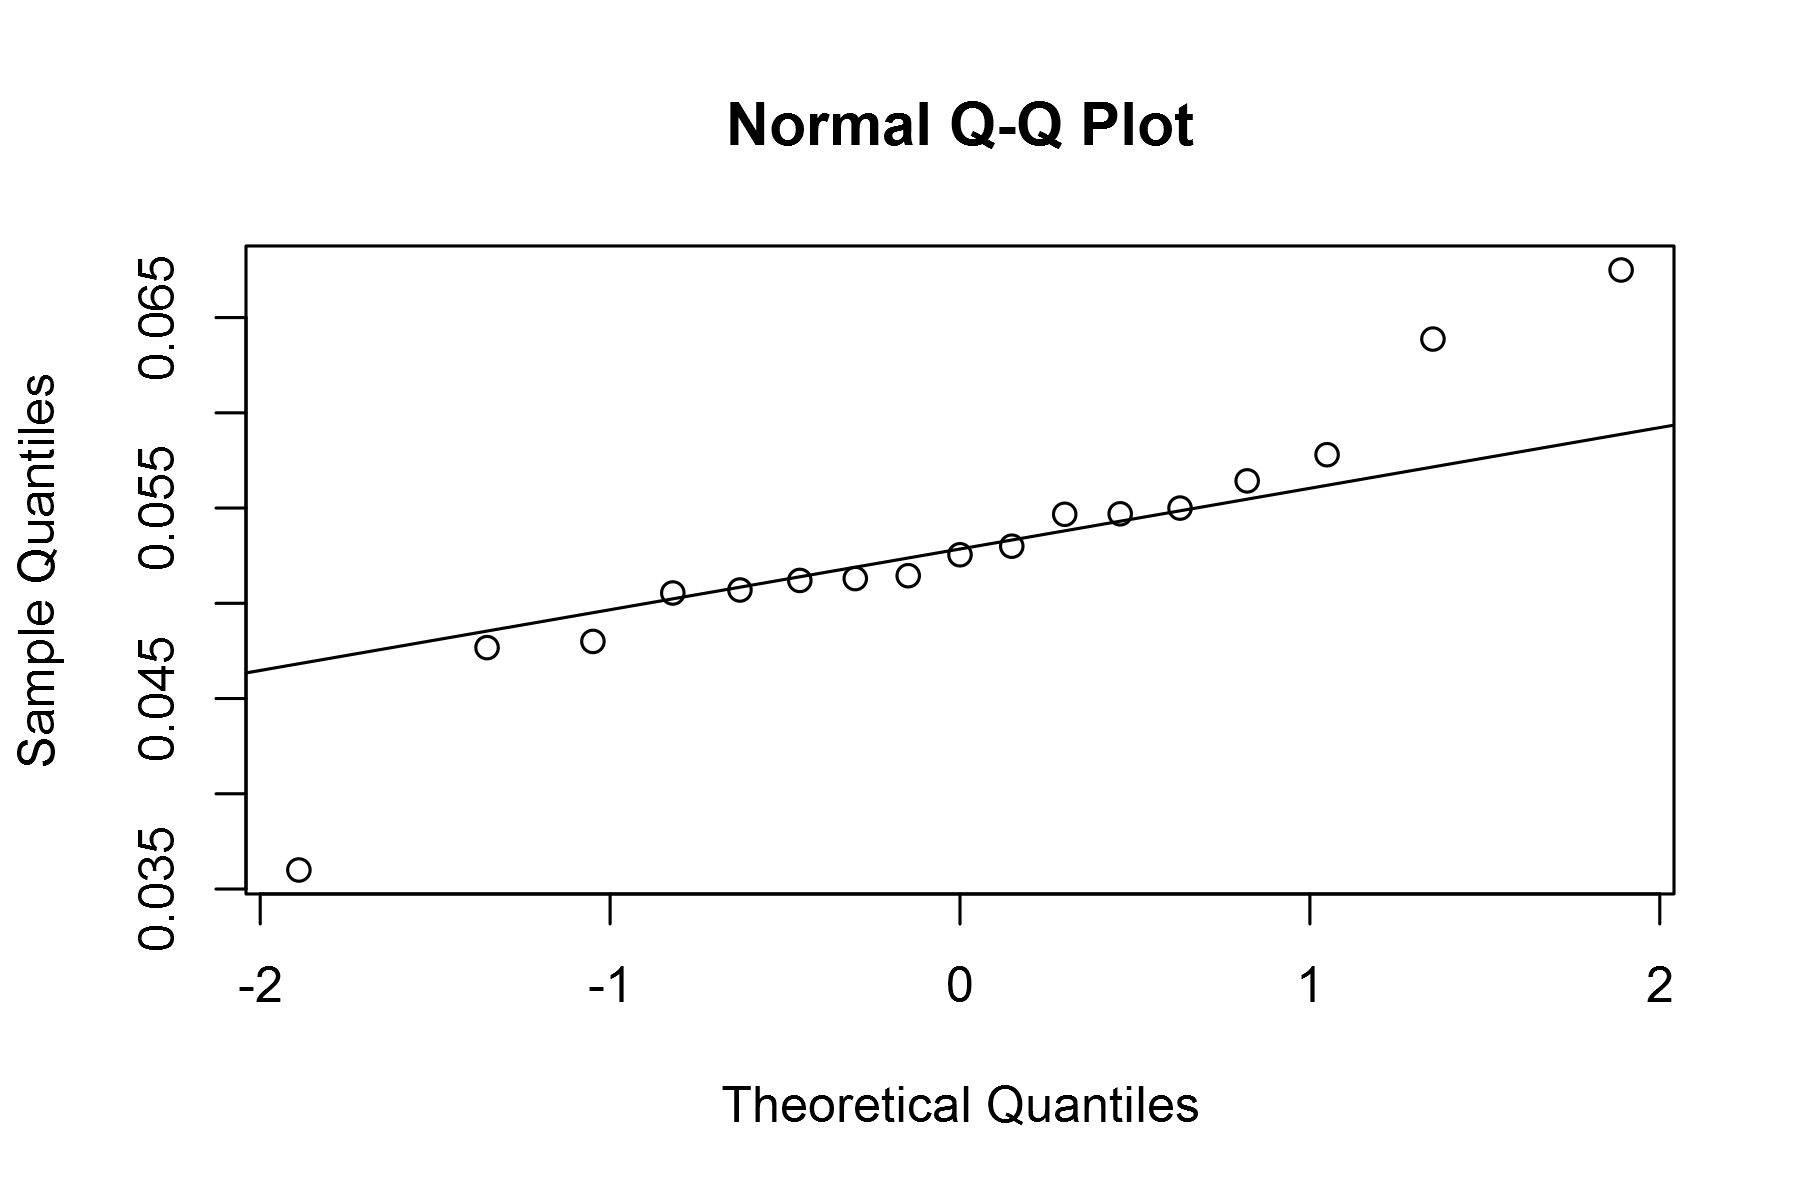 Normal Q-Q Plot
Sample Quantiles
0.065
0.055
0.045
0.035
-2 -1 0 1 2
Theoretical Quantiles